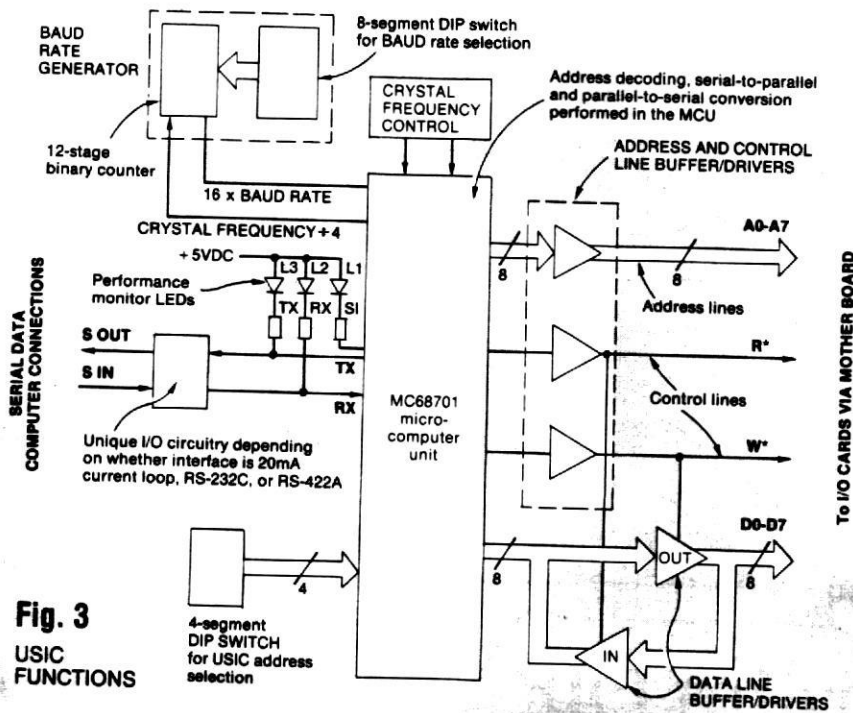 BAUD
RATE
GENERATOR
8-segment DIP switch
for BAUD rate selection
12-stage
binary counter
CRYSTAL
FREQUENCY
CONTROL
Address decoding, serial-to-parallel
and parallel-to-serial conversion
performed in the MCU
ADDRESS AND CONTROL
LINE BUFFER/DRIVERS
16 x BAUD RATE
CRYSTAL FREQUENCY÷4
+5VDC
L3 L2 L1
Performance
monitor LEDs
TX RX SI
8
8
A0-A7
Address lines
SERIAL DATA
COMPUTER CONNECTIONS
S OUT
S IN
TX
RX
MC68701
micro-
computer
unit
R*
Control lines
W*
To I/O CARDS VIA MOTHER BOARD
Unique I/O circuitry depending
on whether interface is 20mA
current loop, RS-232C, or RS-422A
4
8
OUT
D0-D7
8
IN
4-segment
DIP SWITCH
for USIC address
selection
DATA LINE
BUFFER/DRIVERS
Fig. 3
USIC
FUNCTIONS